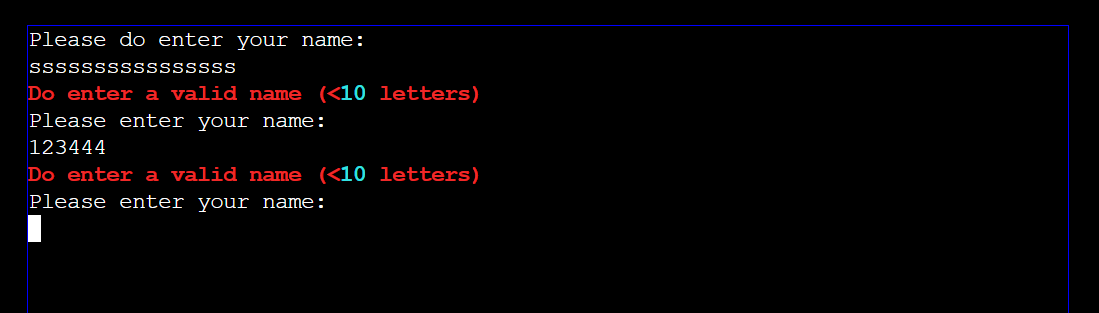 Please do enter your name:
ssssssssssssssss
Do enter a valid name (<10 letters)
Please enter your name:
123444
Do enter a valid name (<10 letters)
Please enter your name: